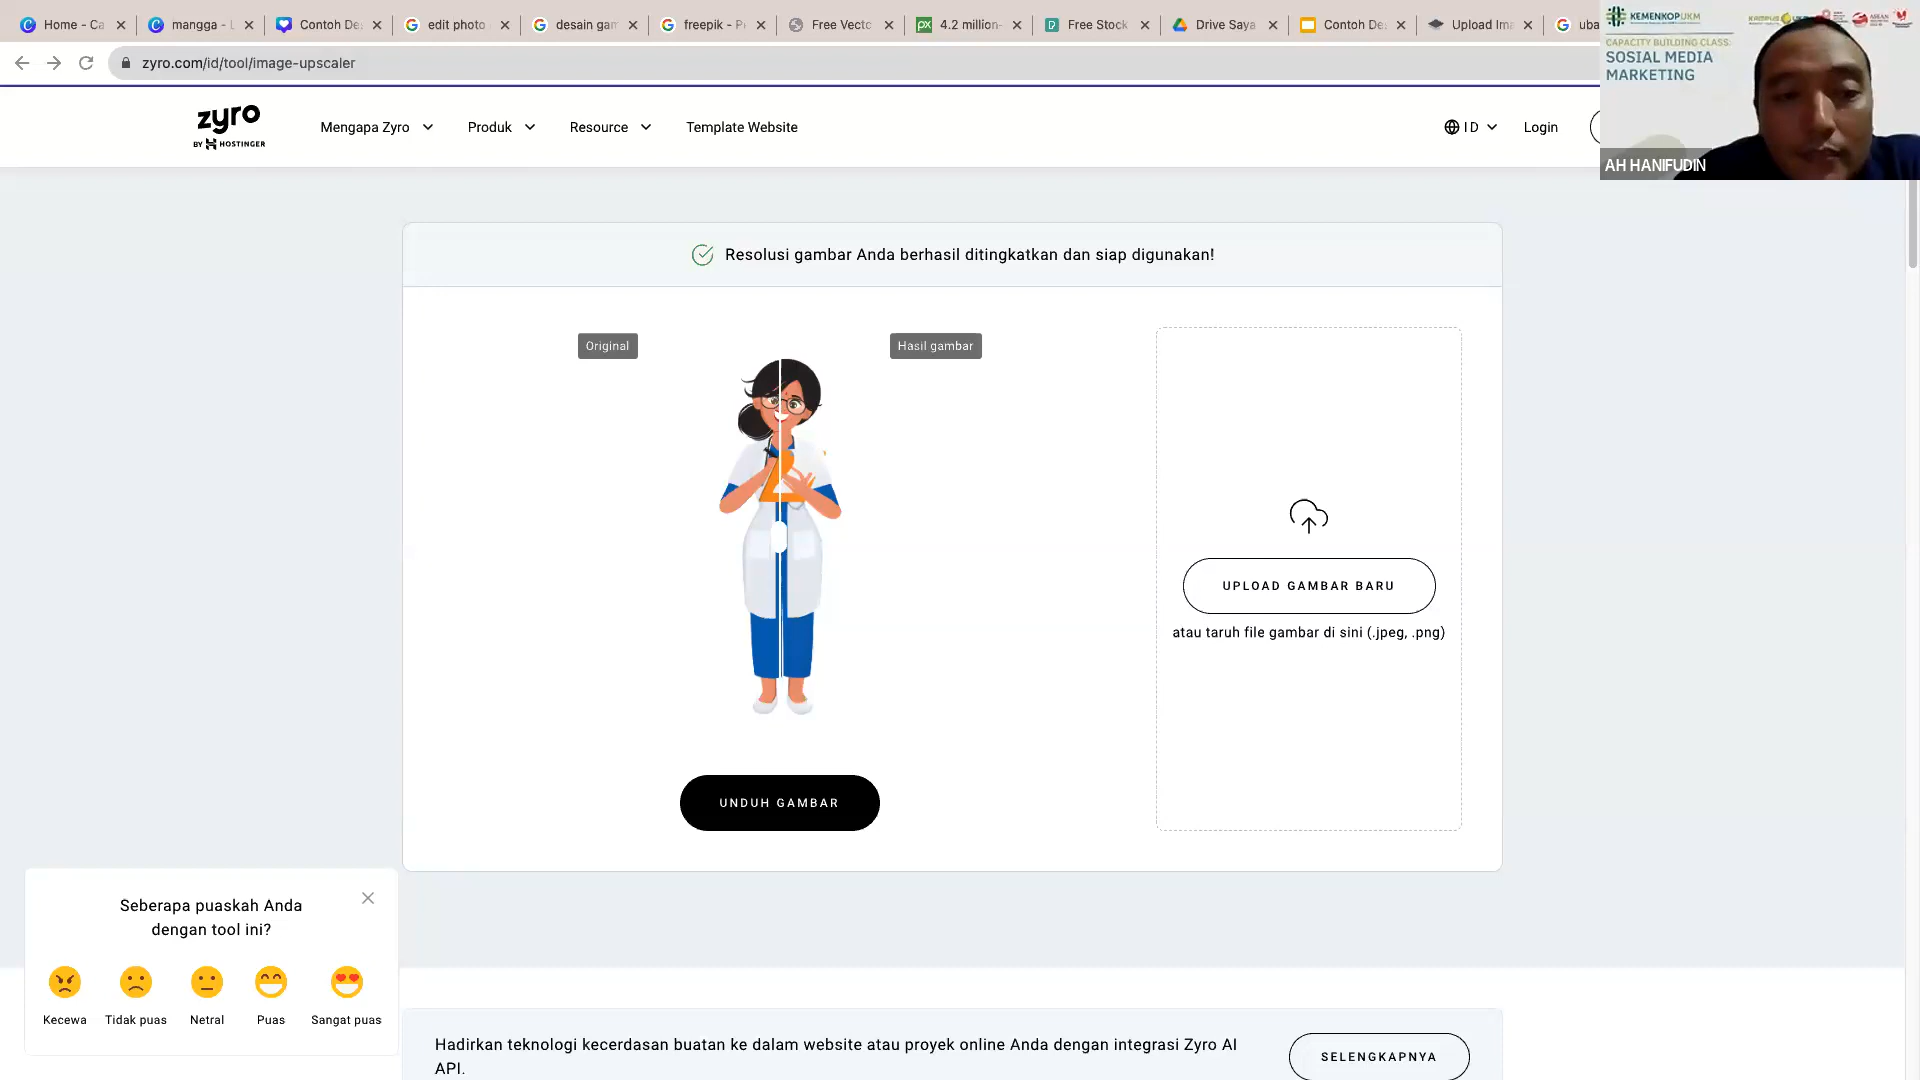 Home - Ca
mangga - U
Contoh De
edit photo
desain gam
freepik - P
Free Vecto
4.2 million
Free Stock
Drive Saya
Contoh De
Upload Ima
uba
zyro.com/id/tool/image-upscaler
zyro
BY HOSTINGER
Mengapa Zyro
Produk
Resource
Template Website
ID
Login
KEMENKOPUKM
CAPACITY BUILDING CLASS:
SOSIAL MEDIA
MARKETING
AH HANIFUDIN
Resolusi gambar Anda berhasil ditingkatkan dan siap digunakan!
Original
Hasil gambar
UNDUH GAMBAR
UPLOAD GAMBAR BARU
atau taruh file gambar di sini (.jpeg, .png)
Seberapa puaskah Anda
dengan tool ini?
Kecewa
Tidak puas
Netral
Puas
Sangat puas
Hadirkan teknologi kecerdasan buatan ke dalam website atau proyek online Anda dengan integrasi Zyro AI
API.
SELENGKAPNYA